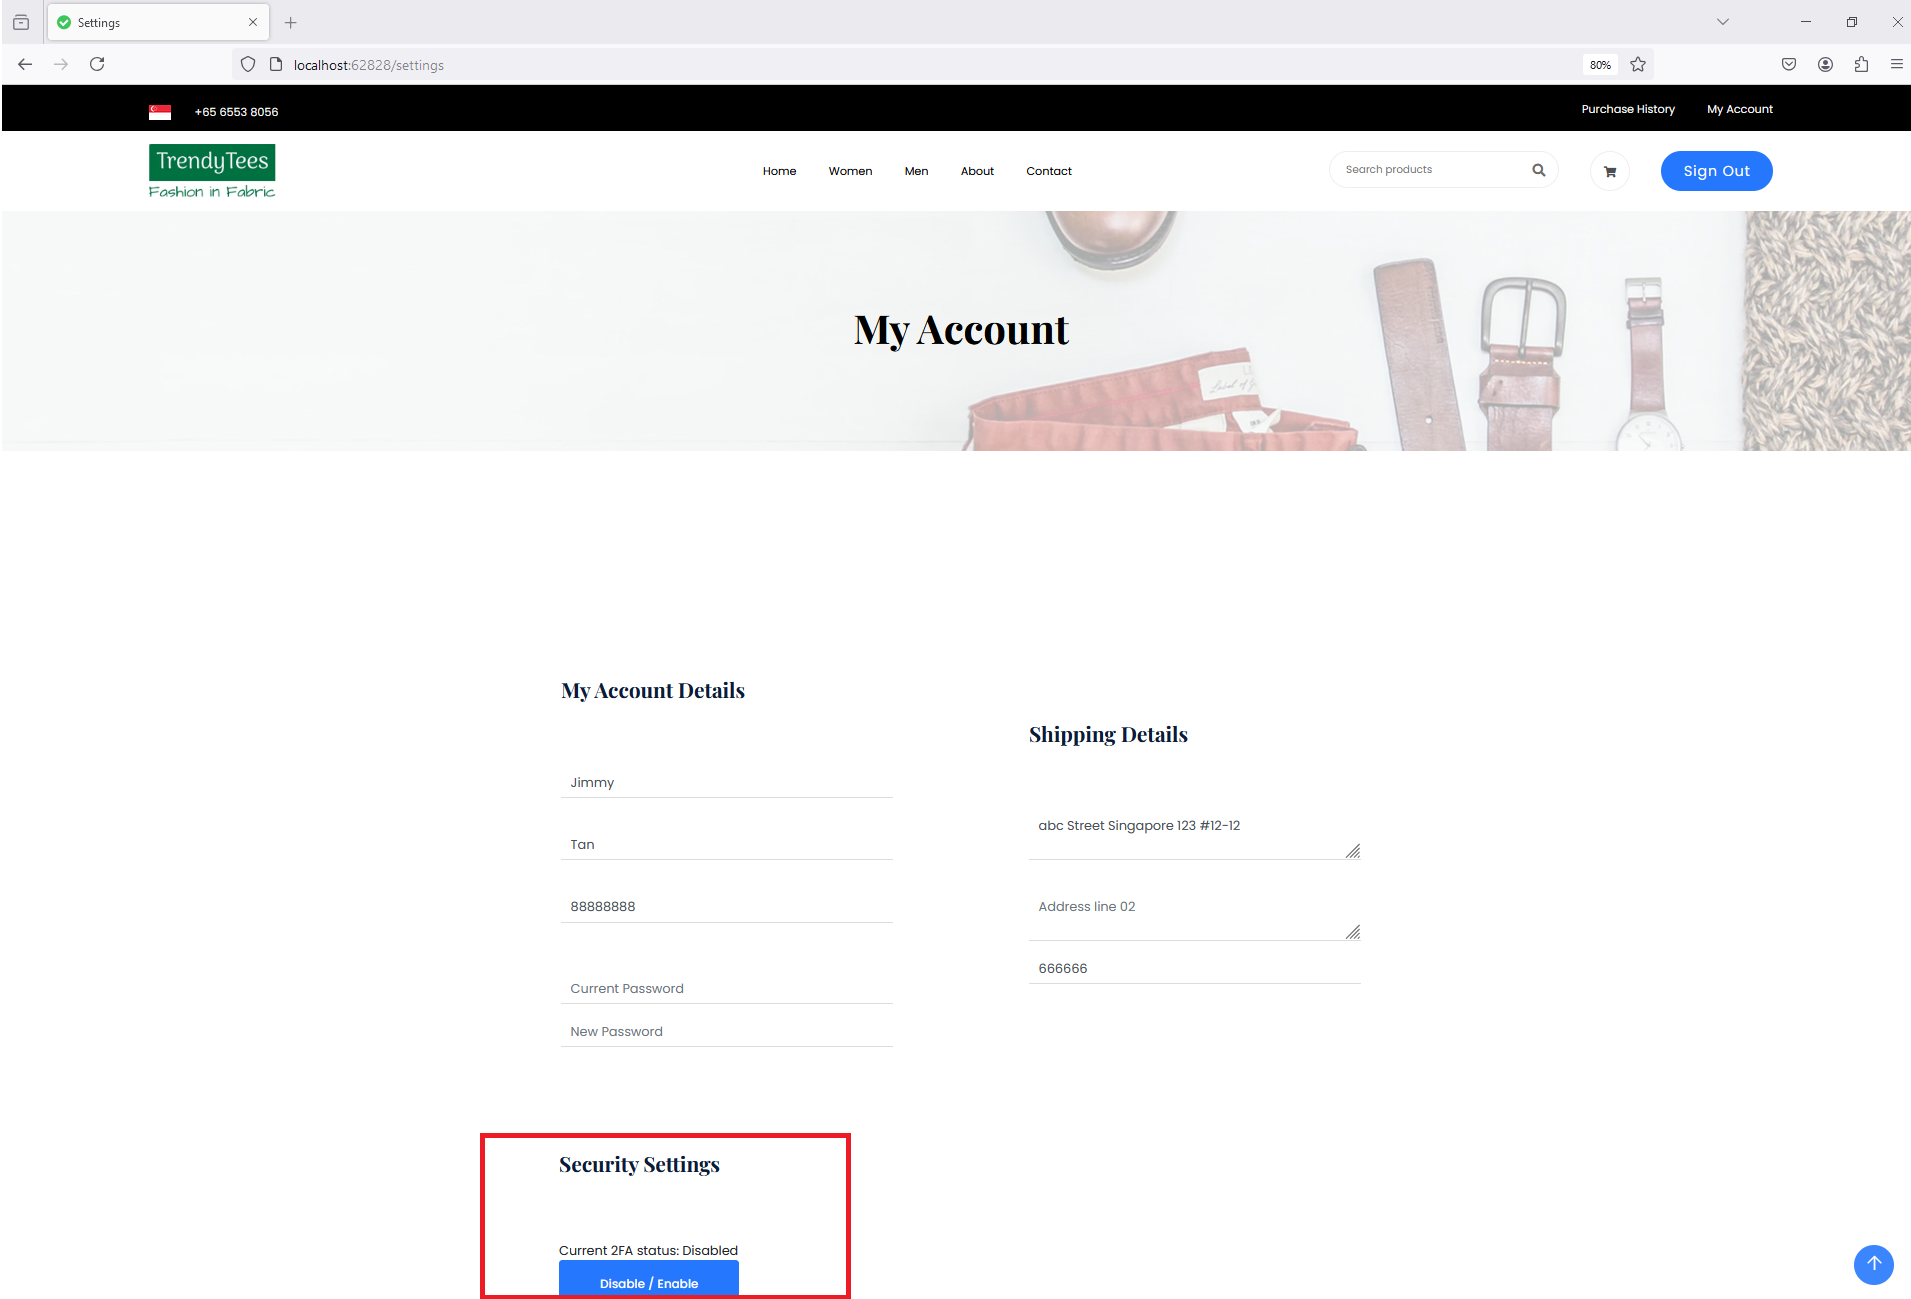 Settings
localhost:62828/settings
80%
+65 6553 8056
Purchase History
My Account
TrendyTees
Fashion in Fabric
Home
Women
Men
About
Contact
Search products
Sign Out
My Account
My Account Details
Jimmy
Tan
88888888
Current Password
New Password
Shipping Details
abc Street Singapore 123 #12-12
Address line 02
666666
Security Settings
Current 2FA status: Disabled
Disable / Enable